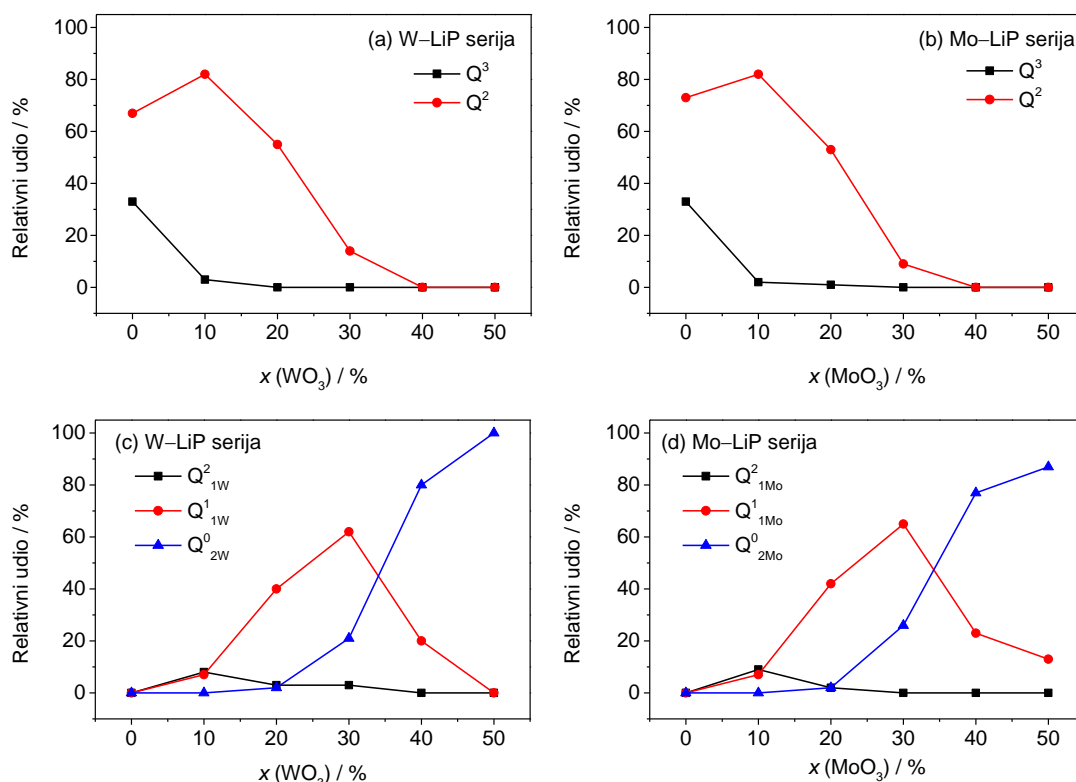 (a) W–LiP serija
Q³
Q²
Relativni udio / %
100
80
60
40
20
0
0 10 20 30 40 50
x (WO₃) / %
(b) Mo–LiP serija
Q³
Q²
Relativni udio / %
100
80
60
40
20
0
0 10 20 30 40 50
x (MoO₃) / %
(c) W–LiP serija
Q²₁W
Q¹₁W
Q⁰₂W
Relativni udio / %
100
80
60
40
20
0
0 10 20 30 40 50
x (WO₃) / %
(d) Mo–LiP serija
Q²₁Mo
Q¹₁Mo
Q⁰₂Mo
Relativni udio / %
100
80
60
40
20
0
0 10 20 30 40 50
x (MoO₃) / %